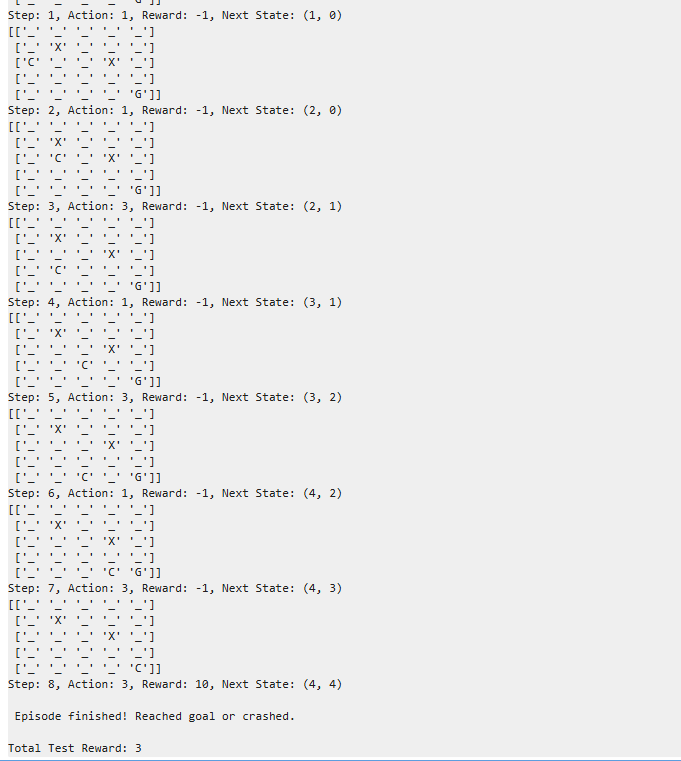 ['_' '_' '_' '_' 'G']]
Step: 1, Action: 1, Reward: -1, Next State: (1, 0)
[['_' '_' '_' '_' '_']
['_' 'X' '_' '_' '_']
['C' '_' '_' 'X' '_']
['_' '_' '_' '_' '_']
['_' '_' '_' '_' 'G']]
Step: 2, Action: 1, Reward: -1, Next State: (2, 0)
[['_' '_' '_' '_' '_']
['_' 'X' '_' '_' '_']
['_' 'C' '_' 'X' '_']
['_' '_' '_' '_' '_']
['_' '_' '_' '_' 'G']]
Step: 3, Action: 3, Reward: -1, Next State: (2, 1)
[['_' '_' '_' '_' '_']
['_' 'X' '_' '_' '_']
['_' '_' '_' 'X' '_']
['_' 'C' '_' '_' '_']
['_' '_' '_' '_' 'G']]
Step: 4, Action: 1, Reward: -1, Next State: (3, 1)
[['_' '_' '_' '_' '_']
['_' 'X' '_' '_' '_']
['_' '_' '_' 'X' '_']
['_' '_' 'C' '_' '_']
['_' '_' '_' '_' 'G']]
Step: 5, Action: 3, Reward: -1, Next State: (3, 2)
[['_' '_' '_' '_' '_']
['_' 'X' '_' '_' '_']
['_' '_' '_' 'X' '_']
['_' '_' '_' '_' '_']
['_' '_' 'C' '_' 'G']]
Step: 6, Action: 1, Reward: -1, Next State: (4, 2)
[['_' '_' '_' '_' '_']
['_' 'X' '_' '_' '_']
['_' '_' '_' 'X' '_']
['_' '_' '_' '_' '_']
['_' '_' '_' 'C' 'G']]
Step: 7, Action: 3, Reward: -1, Next State: (4, 3)
[['_' '_' '_' '_' '_']
['_' 'X' '_' '_' '_']
['_' '_' '_' 'X' '_']
['_' '_' '_' '_' '_']
['_' '_' '_' '_' 'C']]
Step: 8, Action: 3, Reward: 10, Next State: (4, 4)
Episode finished! Reached goal or crashed.
Total Test Reward: 3